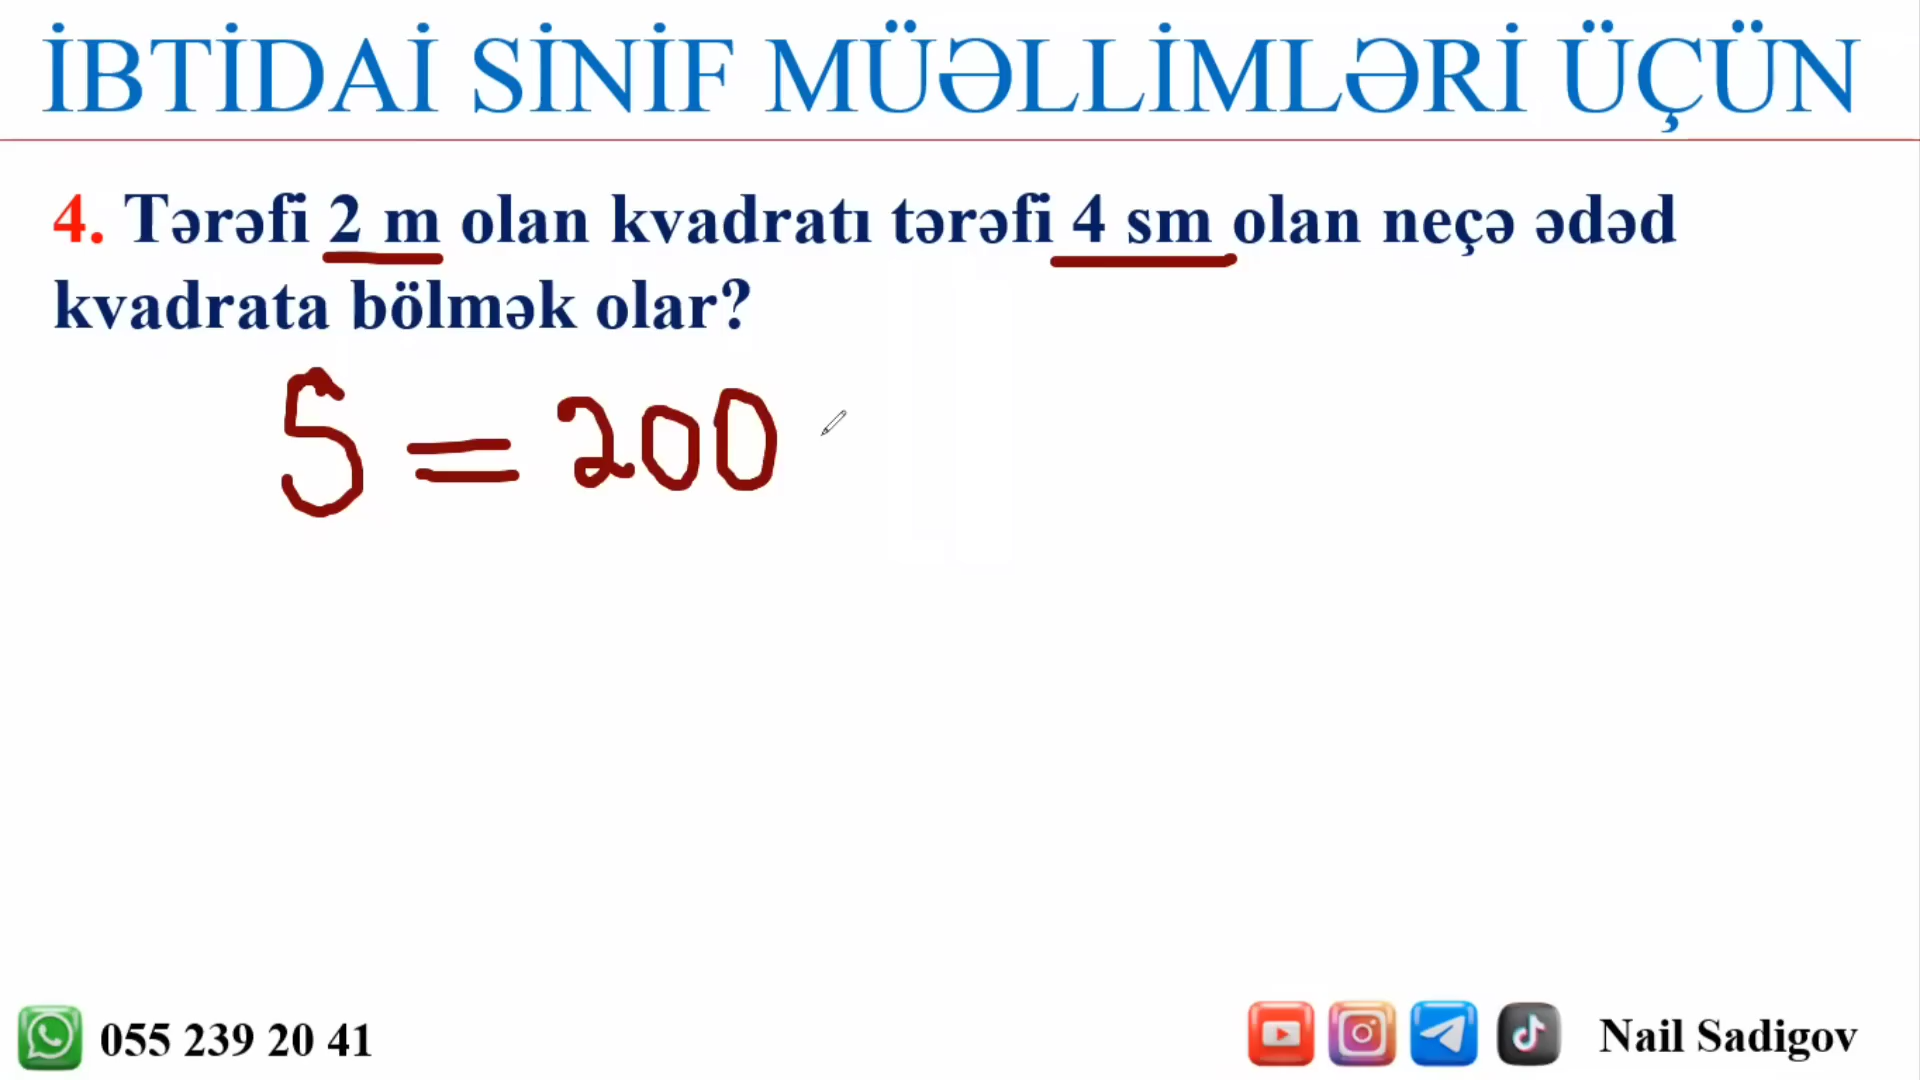 İBTİDAİ SİNİF MÜƏLLİMLƏRİ ÜÇÜN
4. Tərəfi 2 m olan kvadratı tərəfi 4 sm olan neçə ədəd
kvadrata bölmək olar?
S = 200
055 239 20 41
Nail Sadigov